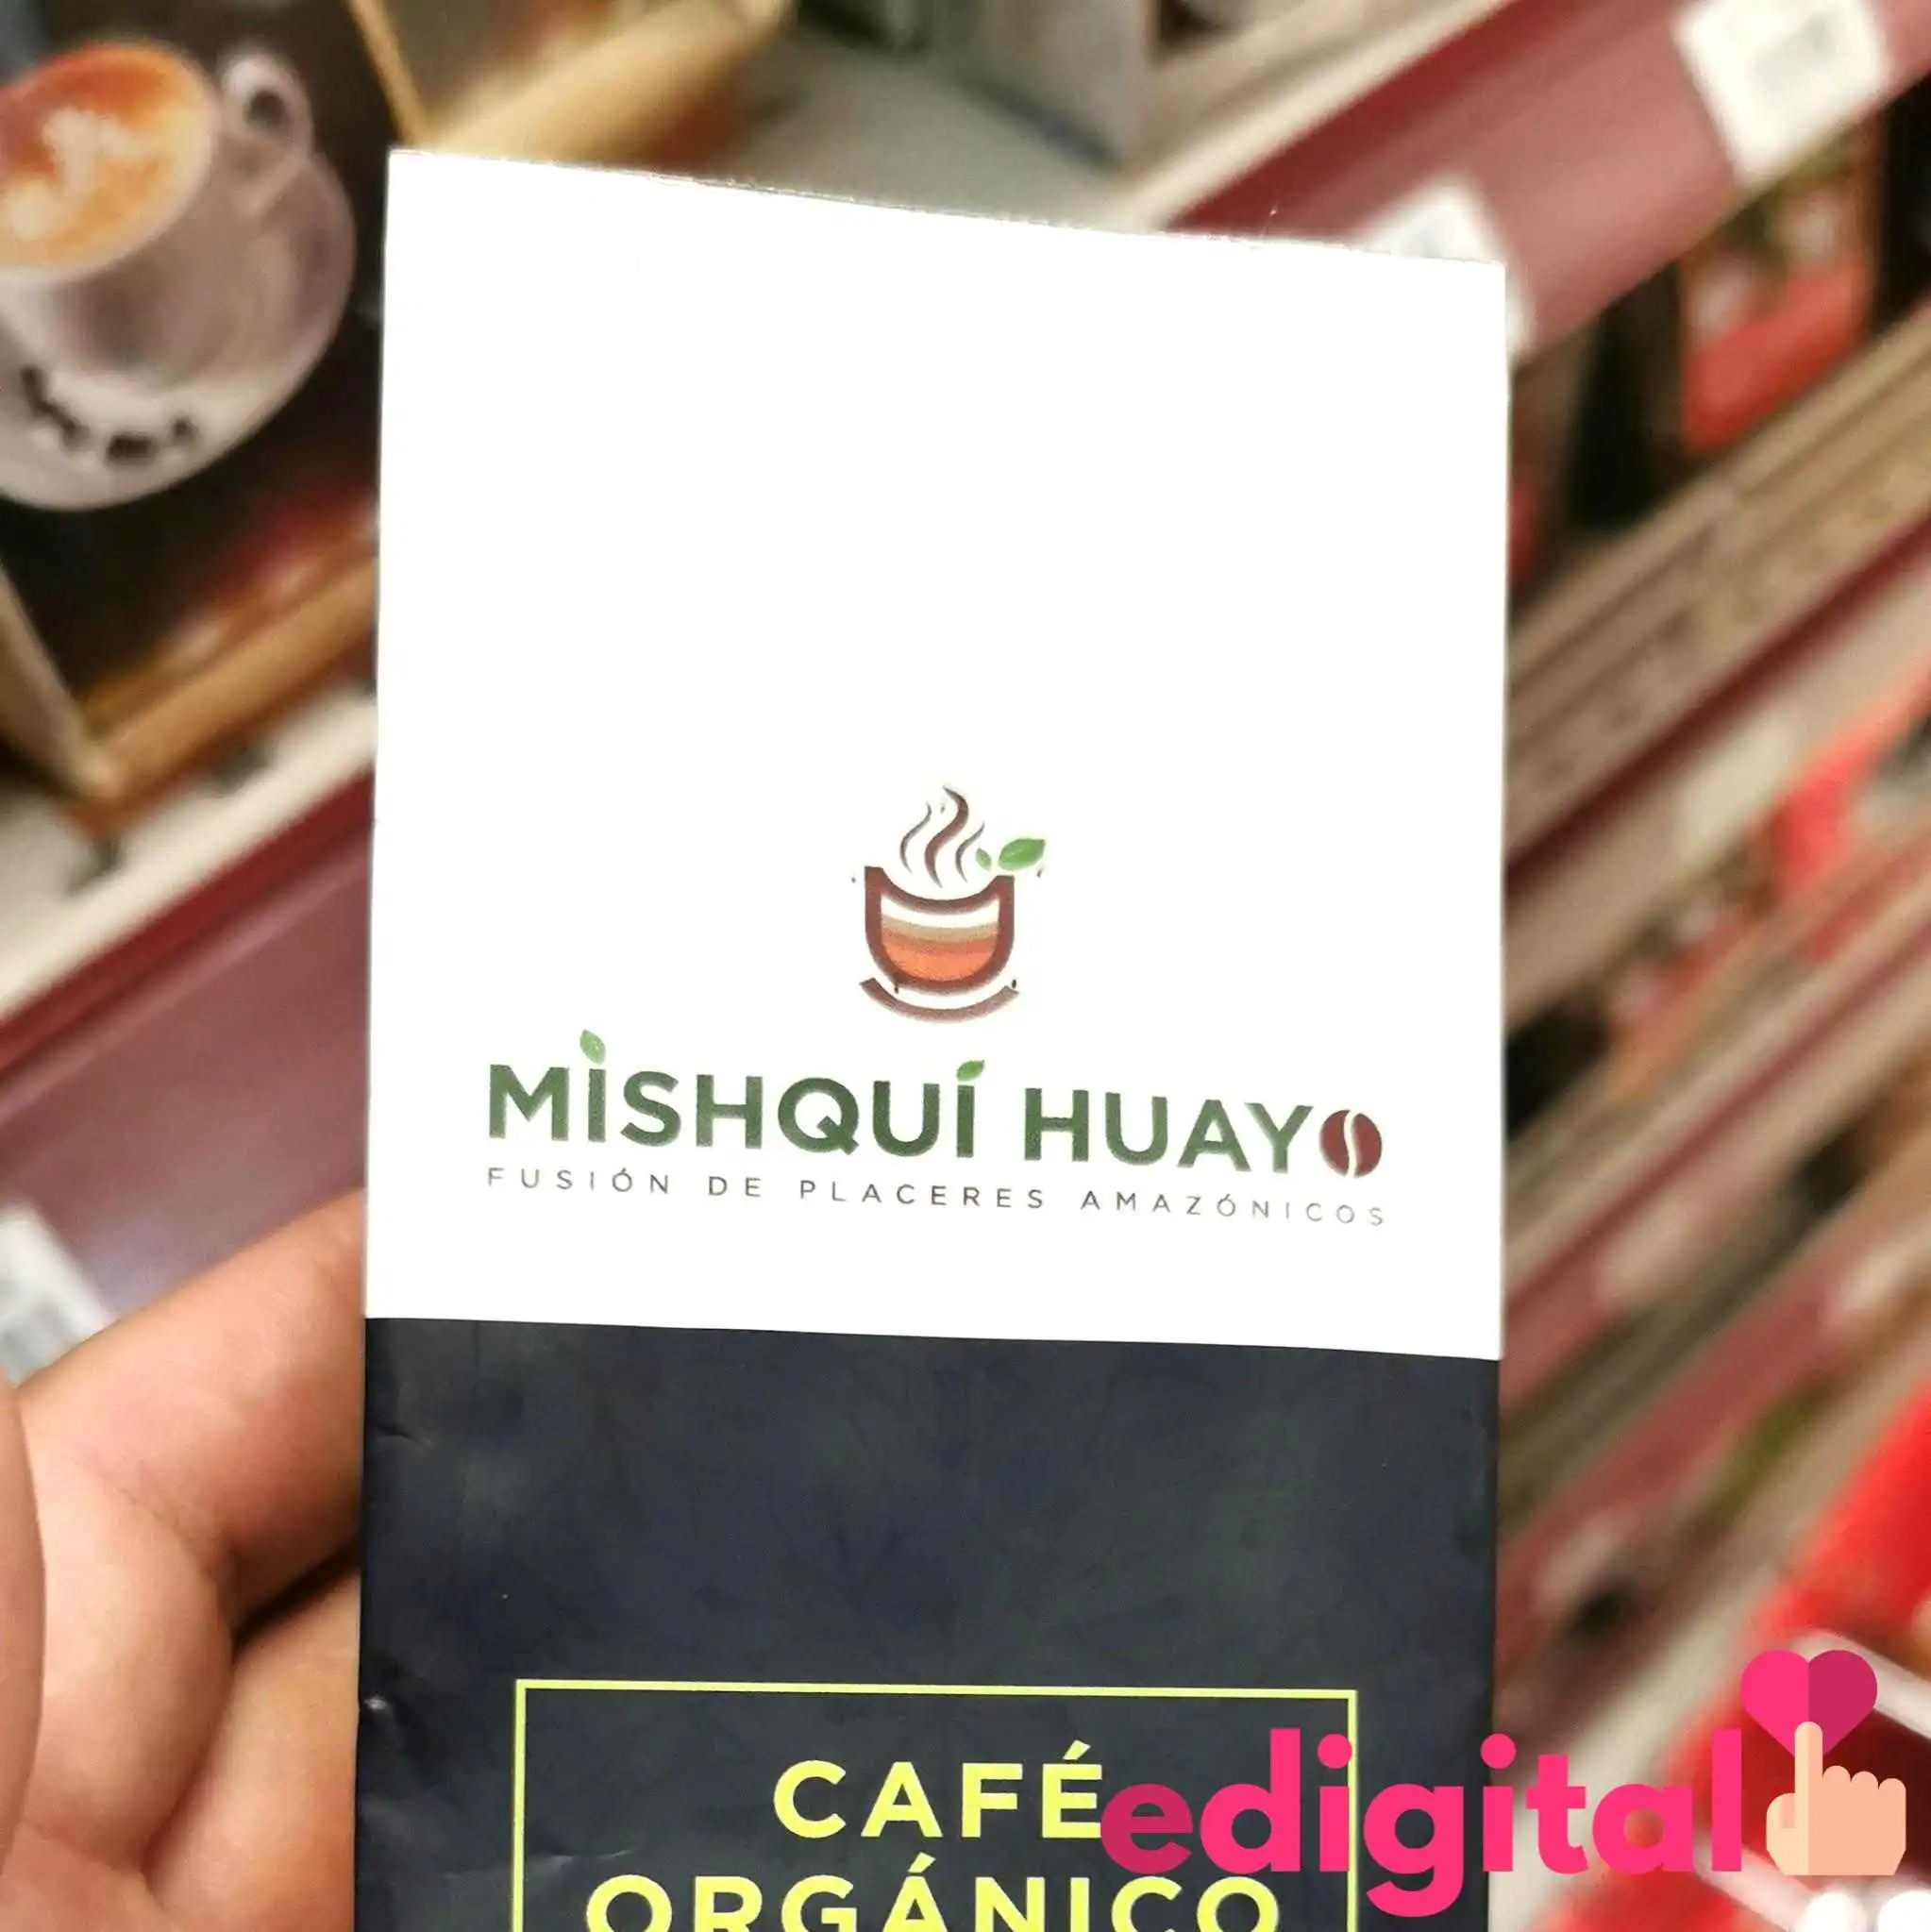 MISHQUÍ HUAYO
FUSIÓN DE PLACERES AMAZÓNICOS
CAFÉ
ORGÁNICO
edigital